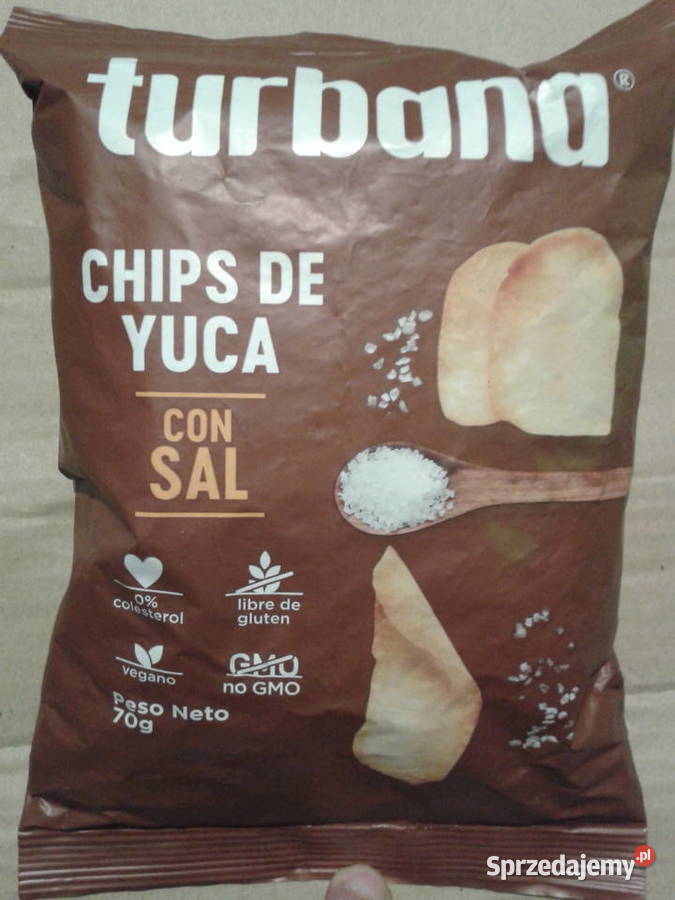 turbana®
CHIPS DE
YUCA
CON
SAL
0%
colesterol
libre de
gluten
vegano
GMO
no GMO
Peso Neto
70g
Sprzedajemy.pl